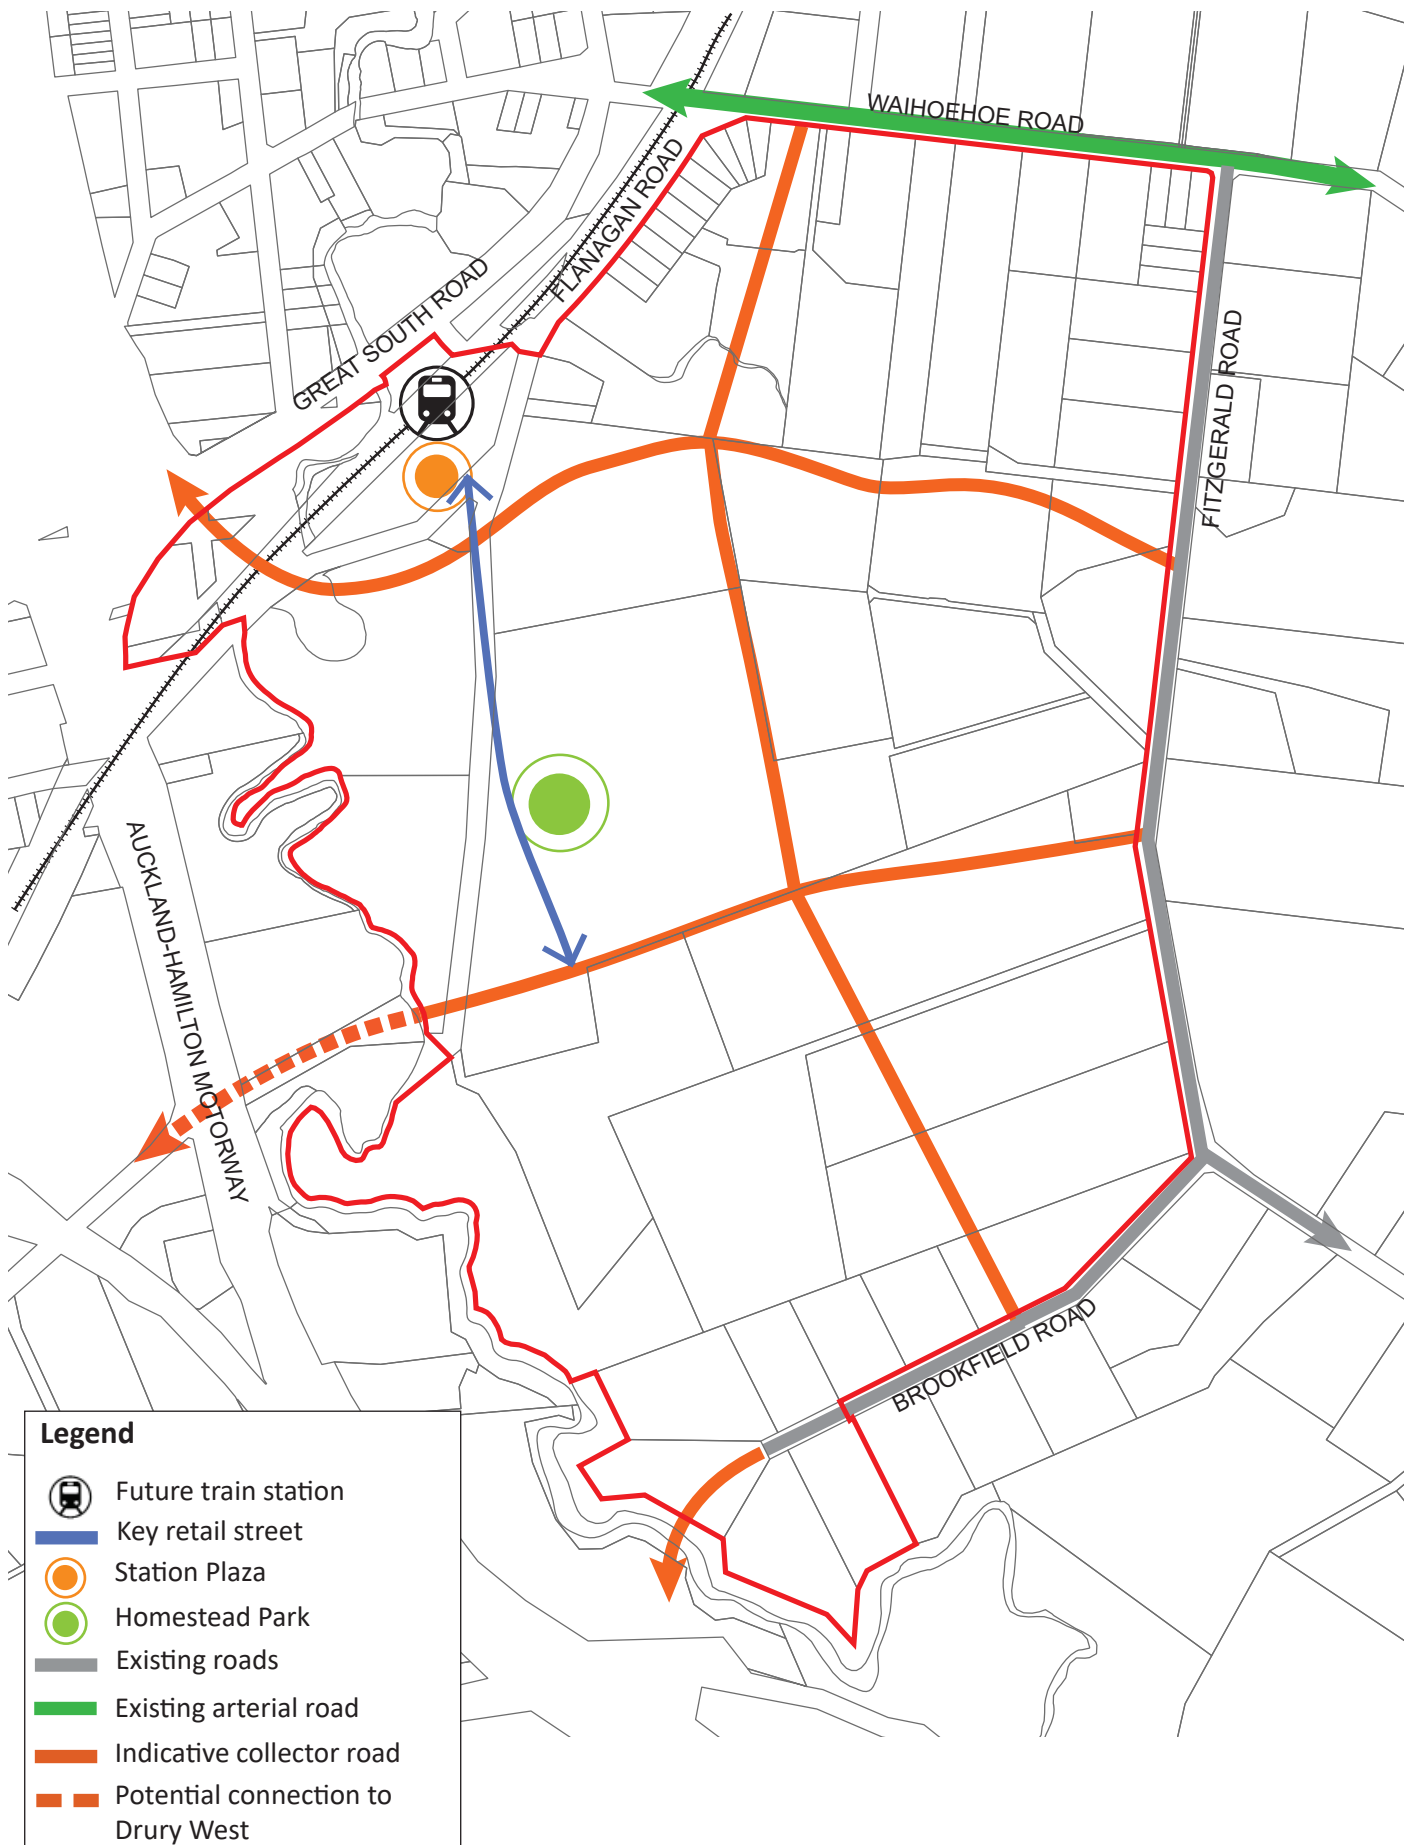 WAIHOEHOE ROAD
FLANAGAN ROAD
GREAT SOUTH ROAD
FITZGERALD ROAD
AUCKLAND-HAMILTON MOTORWAY
BROOKFIELD ROAD
Legend
Future train station
Key retail street
Station Plaza
Homestead Park
Existing roads
Existing arterial road
Indicative collector road
Potential connection to
Drury West